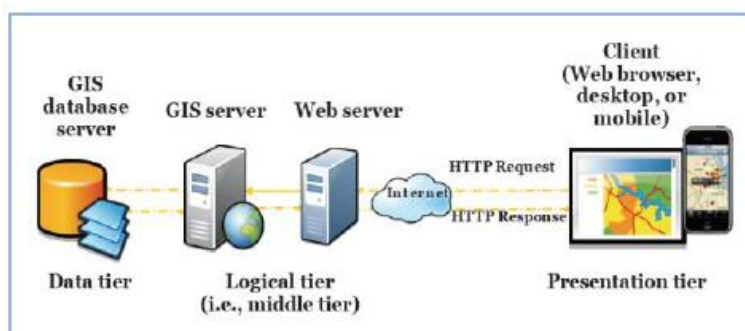 GIS
database
server
GIS server
Web server
Client
(Web browser,
desktop, or
mobile)
HTTP Request
Internet
HTTP Response
Data tier
Logical tier
(i.e., middle tier)
Presentation tier